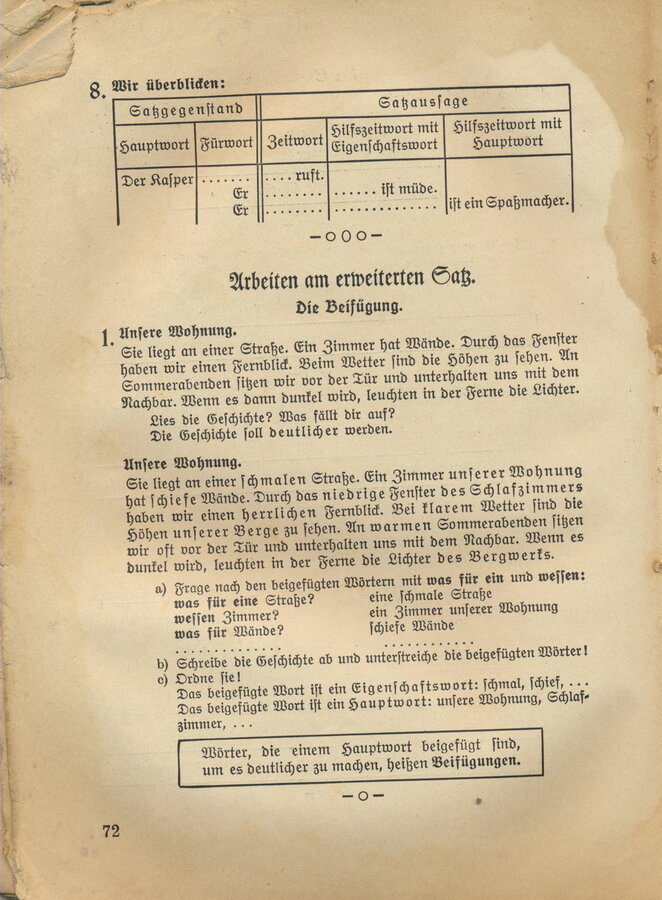 8. Wir überblicken:
Satzgegenstand Satzaussage
Hauptwort Fürwort Zeitwort Hilfszeitwort mit Eigenschaftswort Hilfszeitwort mit Hauptwort
Der Kasper ....... .... ruft.
Er ........ ...... ist müde.
Er ........ .............. ist ein Spaßmacher.
—o0o—
Arbeiten am erweiterten Satz.
Die Beifügung.
1. Unsere Wohnung.
Sie liegt an einer Straße. Ein Zimmer hat Wände. Durch das Fenster
haben wir einen Fernblick. Beim Wetter sind die Höhen zu sehen. An
Sommerabenden sitzen wir vor der Tür und unterhalten uns mit dem
Nachbar. Wenn es dann dunkel wird, leuchten in der Ferne die Lichter.
Lies die Geschichte? Was fällt dir auf?
Die Geschichte soll deutlicher werden.
Unsere Wohnung.
Sie liegt an einer schmalen Straße. Ein Zimmer unserer Wohnung
hat schiefe Wände. Durch das niedrige Fenster des Schlafzimmers
haben wir einen herrlichen Fernblick. Bei klarem Wetter sind die
Höhen unserer Berge zu sehen. An warmen Sommerabenden sitzen
wir oft vor der Tür und unterhalten uns mit dem Nachbar. Wenn es
dunkel wird, leuchten in der Ferne die Lichter des Bergwerks.
a) Frage nach den beigefügten Wörtern mit was für ein und wessen:
was für eine Straße? eine schmale Straße
wessen Zimmer? ein Zimmer unserer Wohnung
was für Wände? schiefe Wände
.............. ............
b) Schreibe die Geschichte ab und unterstreiche die beigefügten Wörter!
c) Ordne sie!
Das beigefügte Wort ist ein Eigenschaftswort: schmal, schief, ...
Das beigefügte Wort ist ein Hauptwort: unsere Wohnung, Schlaf-
zimmer, ...
Wörter, die einem Hauptwort beigefügt sind,
um es deutlicher zu machen, heißen Beifügungen.
—o—
72